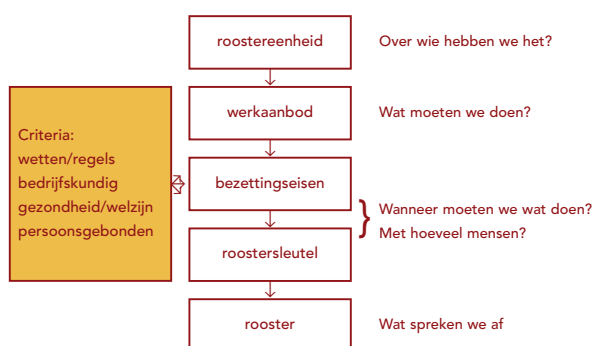 roostereenheid
Over wie hebben we het?
werkaanbod
Wat moeten we doen?
Criteria:
wetten/regels
bedrijfskundig
gezondheid/welzijn
persoonsgebonden
bezettingseisen
Wanneer moeten we wat doen?
Met hoeveel mensen?
roostersleutel
rooster
Wat spreken we af